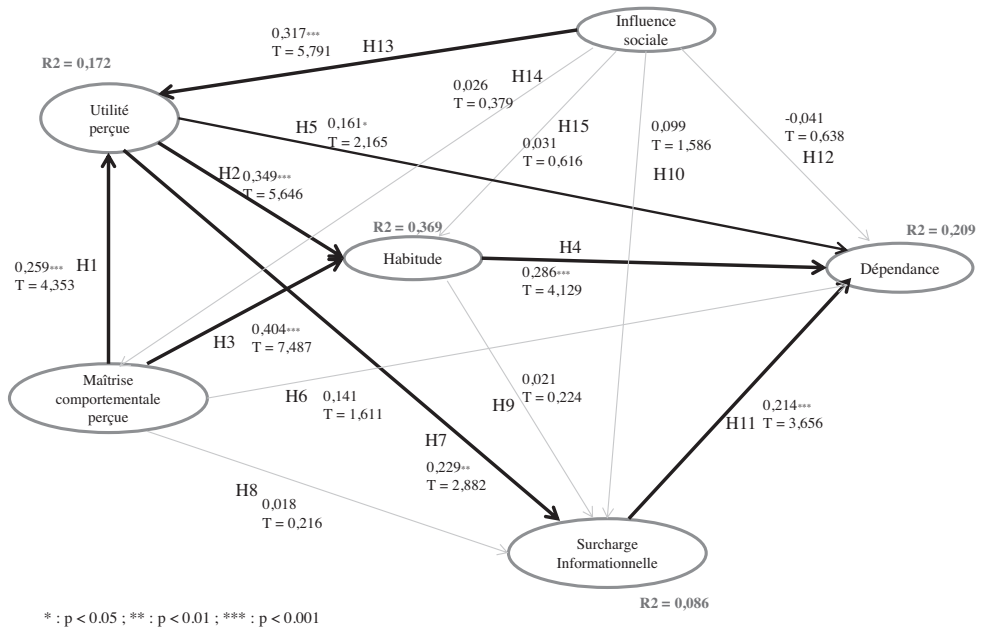 Influence
sociale
0,317***
T = 5,791
H13
R2 = 0,172
Utilité
perçue
H14
0,026
T = 0,379
H5
0,161*
T = 2,165
H15
0,031
T = 0,616
0,099
T = 1,586
H10
-0,041
T = 0,638
H12
H2
0,349***
T = 5,646
R2 = 0,369
Habitude
R2 = 0,209
Dépendance
H4
0,286***
T = 4,129
0,259***
T = 4,353
H1
H3
0,404***
T = 7,487
Maîtrise
comportementale
perçue
H6
0,141
T = 1,611
H9
0,021
T = 0,224
H11
0,214***
T = 3,656
H7
0,229**
T = 2,882
H8
0,018
T = 0,216
Surcharge
Informationnelle
R2 = 0,086
* : p < 0.05 ; ** : p < 0.01 ; *** : p < 0.001